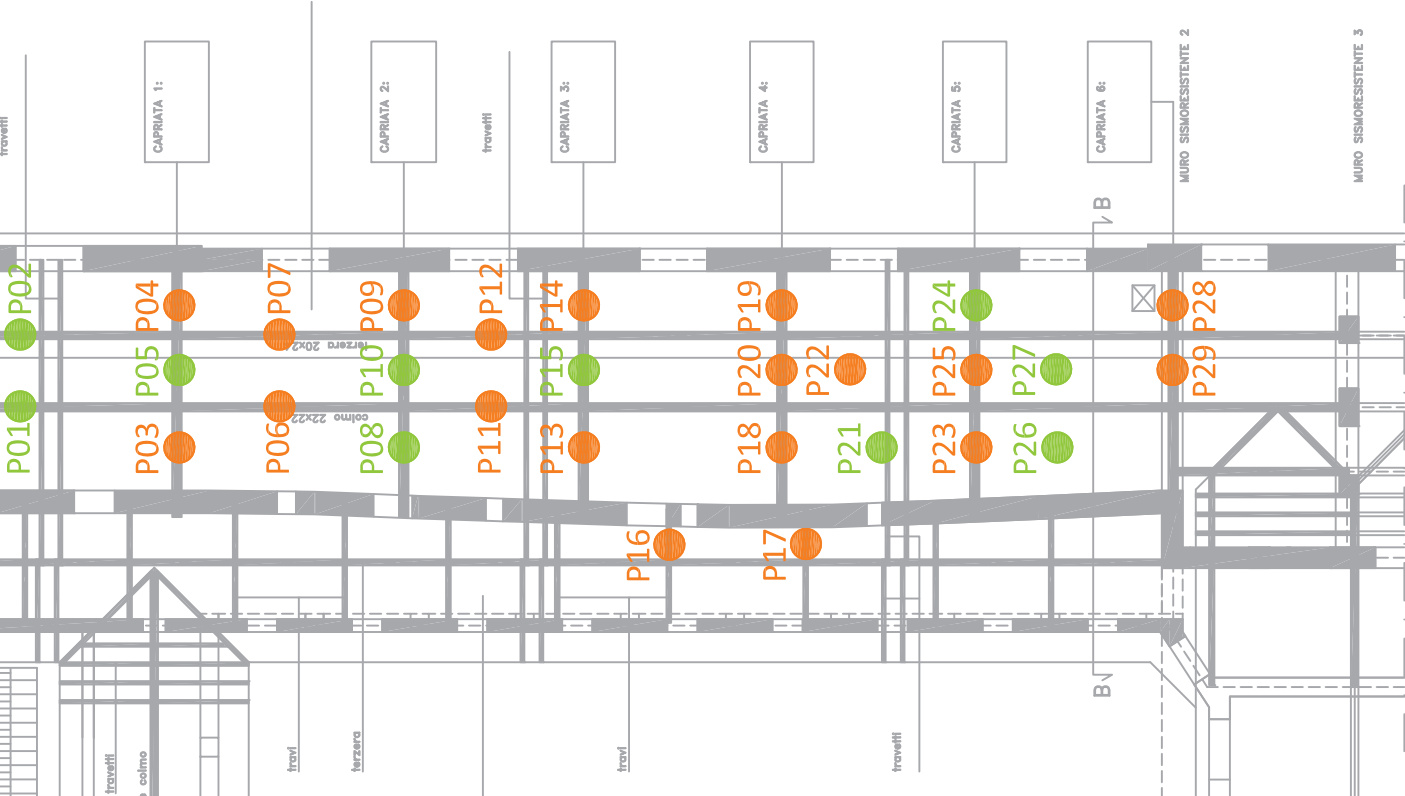 travetti
CAPRIATA 1:
CAPRIATA 2:
travetti
CAPRIATA 3:
CAPRIATA 4:
CAPRIATA 5:
CAPRIATA 6:
MURO SISMORESISTENTE 2
MURO SISMORESISTENTE 3
B
P02
P04
P07
P09
P12
P14
P19
P24
P28
P05
P10
P15
P20
P22
P25
P27
P29
colmo 22x22
P01
P03
P06
P08
P11
P13
P18
P21
P23
P26
P16
P17
B
travetti
colmo
travi
terzera
travi
travetti